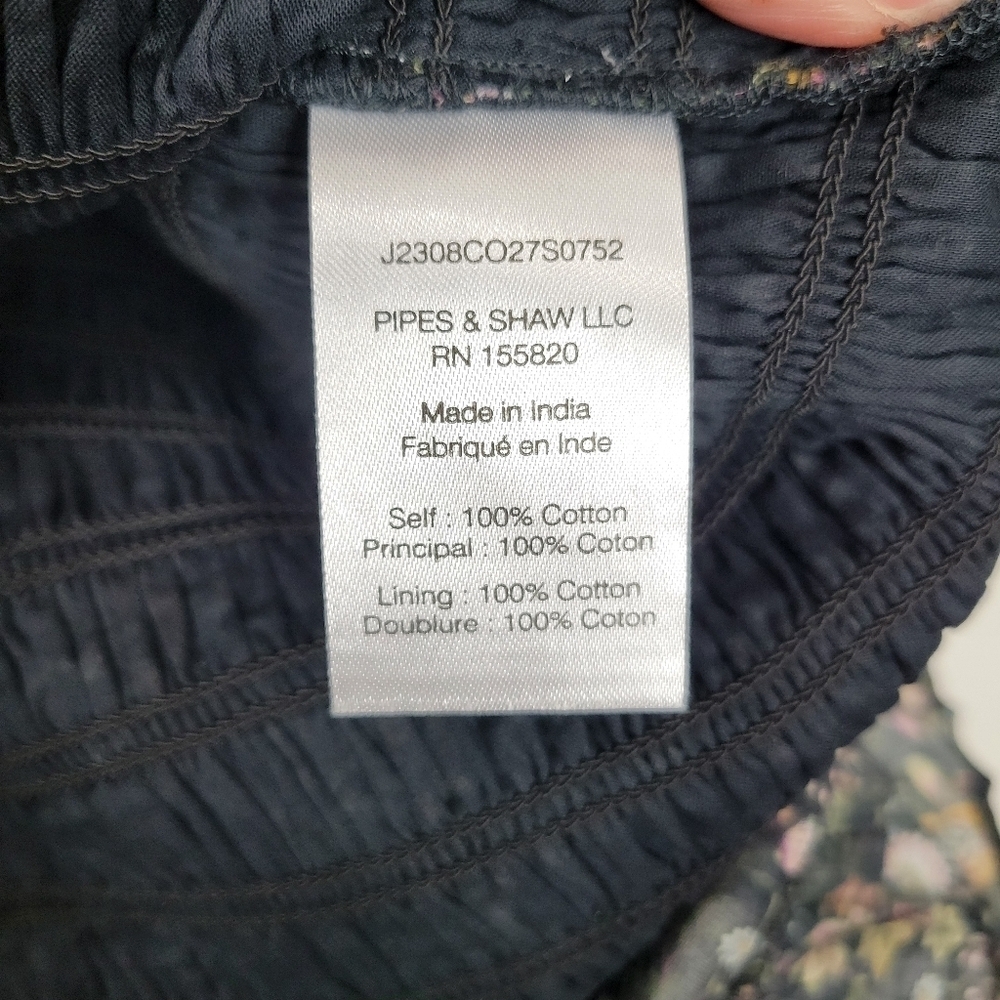 J2308CO27S0752
PIPES & SHAW LLC
RN 155820
Made in India
Fabriqué en Inde
Self : 100% Cotton
Principal : 100% Coton
Lining : 100% Cotton
Doublure : 100% Coton